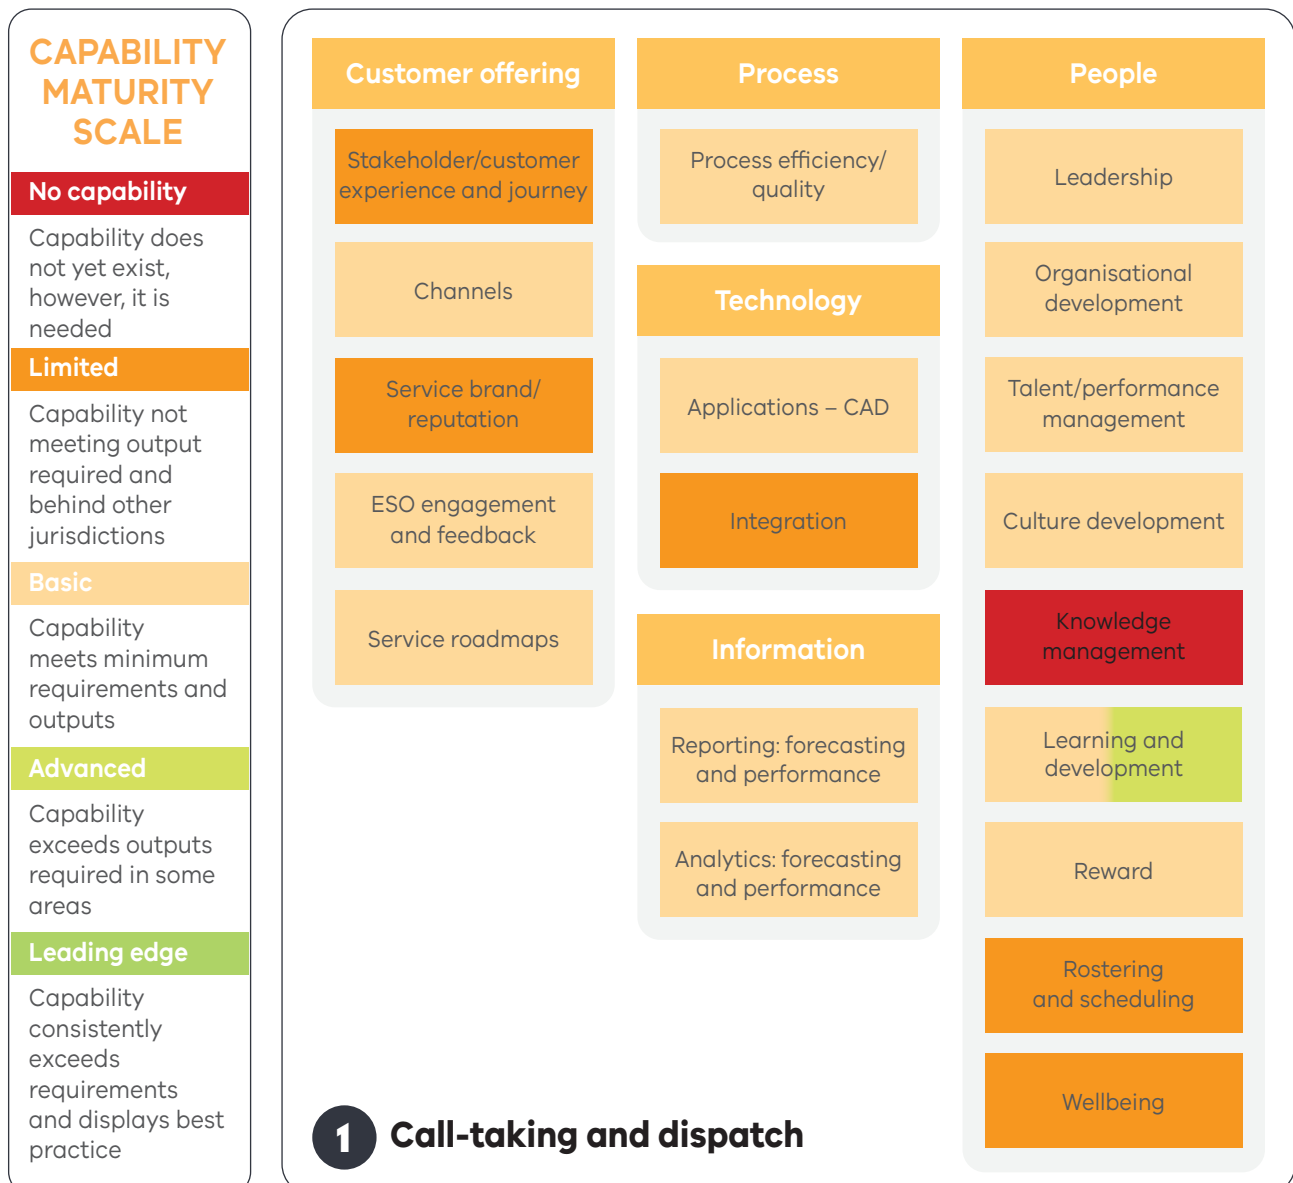 CAPABILITY
MATURITY
SCALE
No capability
Capability does
not yet exist,
however, it is
needed
Limited
Capability not
meeting output
required and
behind other
jurisdictions
Basic
Capability
meets minimum
requirements and
outputs
Advanced
Capability
exceeds outputs
required in some
areas
Leading edge
Capability
consistently
exceeds
requirements
and displays best
practice
Customer offering
Stakeholder/customer
experience and journey
Channels
Service brand/
reputation
ESO engagement
and feedback
Service roadmaps
Process
Process efficiency/
quality
Technology
Applications – CAD
Integration
Information
Reporting: forecasting
and performance
Analytics: forecasting
and performance
People
Leadership
Organisational
development
Talent/performance
management
Culture development
Knowledge
management
Learning and
development
Reward
Rostering
and scheduling
Wellbeing
1 Call-taking and dispatch